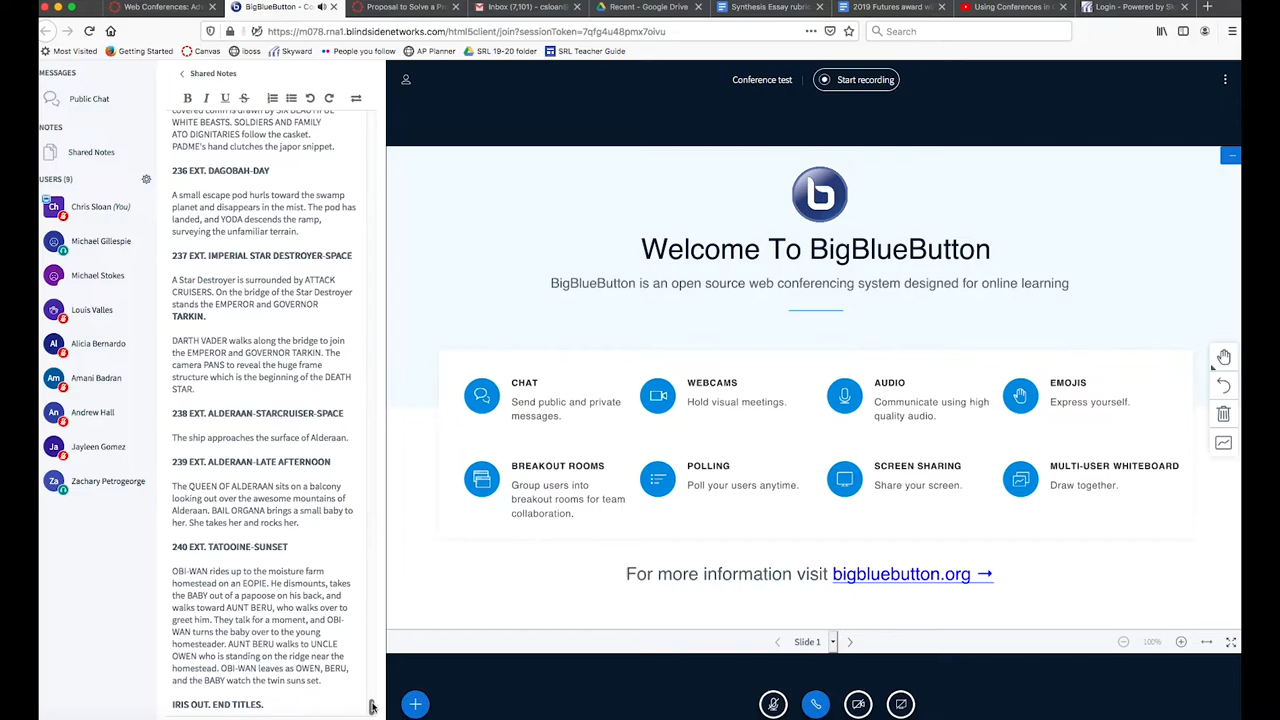 Web Conferences: Adv
BigBlueButton - Co
Proposal to Solve a Pr
Inbox (7,101) - csloan@
Recent - Google Drive
Synthesis Essay rubric
2019 Futures award wi
Using Conferences in C
Login - Powered by Sk
https://m078.rna1.blindsidenetworks.com/html5client/join?sessionToken=7qfg4u48pmx7oivu
Search
Most Visited
Getting Started
Canvas
iboss
Skyward
People you follow
AP Planner
SRL 19-20 folder
SRL Teacher Guide
MESSAGES
Public Chat
NOTES
Shared Notes
USERS (9)
Ch Chris Sloan (You)
Michael Gillespie
Michael Stokes
Louis Valles
Al Alicia Bernardo
Am Amani Badran
An Andrew Hall
Ja Jayleen Gomez
Za Zachary Petrogeorge
Shared Notes
B I U S
covered coffin is drawn by SIX BEAUTIFUL
WHITE BEASTS. SOLDIERS AND FAMILY
ATO DIGNITARIES follow the casket.
PADME's hand clutches the japor snippet.
236 EXT. DAGOBAH-DAY
A small escape pod hurls toward the swamp
planet and disappears in the mist. The pod has
landed, and YODA descends the ramp,
surveying the unfamiliar terrain.
237 EXT. IMPERIAL STAR DESTROYER-SPACE
A Star Destroyer is surrounded by ATTACK
CRUISERS. On the bridge of the Star Destroyer
stands the EMPEROR and GOVERNOR
TARKIN.
DARTH VADER walks along the bridge to join
the EMPEROR and GOVERNOR TARKIN. The
camera PANS to reveal the huge frame
structure which is the beginning of the DEATH
STAR.
238 EXT. ALDERAAN-STARCRUISER-SPACE
The ship approaches the surface of Alderaan.
239 EXT. ALDERAAN-LATE AFTERNOON
The QUEEN OF ALDERAAN sits on a balcony
looking out over the awesome mountains of
Alderaan. BAIL ORGANA brings a small baby to
her. She takes her and rocks her.
240 EXT. TATOOINE-SUNSET
OBI-WAN rides up to the moisture farm
homestead on an EOPIE. He dismounts, takes
the BABY out of a papoose on his back, and
walks toward AUNT BERU, who walks over to
greet him. They talk for a moment, and OBI-
WAN turns the baby over to the young
homesteader. AUNT BERU walks to UNCLE
OWEN who is standing on the ridge near the
homestead. OBI-WAN leaves as OWEN, BERU,
and the BABY watch the twin suns set.
IRIS OUT. END TITLES.
Conference test
Start recording
b
Welcome To BigBlueButton
BigBlueButton is an open source web conferencing system designed for online learning
CHAT
Send public and private
messages.
WEBCAMS
Hold visual meetings.
AUDIO
Communicate using high
quality audio.
EMOJIS
Express yourself.
BREAKOUT ROOMS
Group users into
breakout rooms for team
collaboration.
POLLING
Poll your users anytime.
SCREEN SHARING
Share your screen.
MULTI-USER WHITEBOARD
Draw together.
For more information visit bigbluebutton.org →
Slide 1
100%